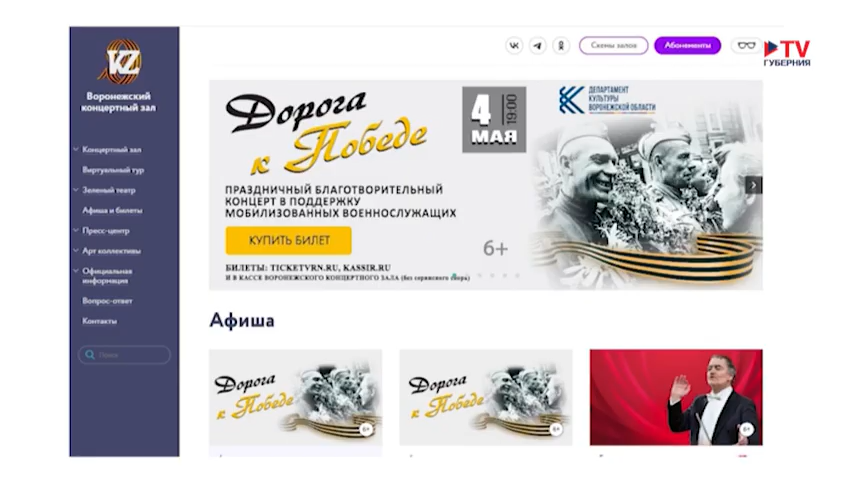 KZ
Воронежский
концертный зал
Концертный зал
Виртуальный тур
Зеленый театр
Афиша и билеты
Пресс-центр
Арт коллективы
Официальная
информация
Вопрос-ответ
Контакты
Поиск
Схемы залов
Абонементы
TV
ГУБЕРНИЯ
Дорога
к Победе
4
МАЯ
19:00
ДЕПАРТАМЕНТ
КУЛЬТУРЫ
ВОРОНЕЖСКОЙ ОБЛАСТИ
ПРАЗДНИЧНЫЙ БЛАГОТВОРИТЕЛЬНЫЙ
КОНЦЕРТ В ПОДДЕРЖКУ
МОБИЛИЗОВАННЫХ ВОЕННОСЛУЖАЩИХ
КУПИТЬ БИЛЕТ
6+
БИЛЕТЫ: TICKETVRN.RU, KASSIR.RU
И В КАССЕ ВОРОНЕЖСКОГО КОНЦЕРТНОГО ЗАЛА (без сервисного сбора)
Афиша
Дорога
к Победе
6+
Дорога
к Победе
6+
6+